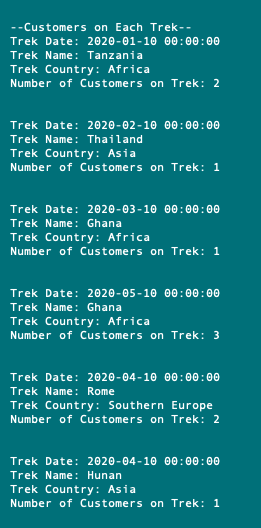 --Customers on Each Trek--
Trek Date: 2020-01-10 00:00:00
Trek Name: Tanzania
Trek Country: Africa
Number of Customers on Trek: 2
Trek Date: 2020-02-10 00:00:00
Trek Name: Thailand
Trek Country: Asia
Number of Customers on Trek: 1
Trek Date: 2020-03-10 00:00:00
Trek Name: Ghana
Trek Country: Africa
Number of Customers on Trek: 1
Trek Date: 2020-05-10 00:00:00
Trek Name: Ghana
Trek Country: Africa
Number of Customers on Trek: 3
Trek Date: 2020-04-10 00:00:00
Trek Name: Rome
Trek Country: Southern Europe
Number of Customers on Trek: 2
Trek Date: 2020-04-10 00:00:00
Trek Name: Hunan
Trek Country: Asia
Number of Customers on Trek: 1